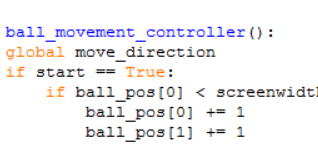 ball_movement_controller():
global move_direction
if start == True:
if ball_pos[0] < screenwidt
ball_pos[0] += 1
ball_pos[1] += 1